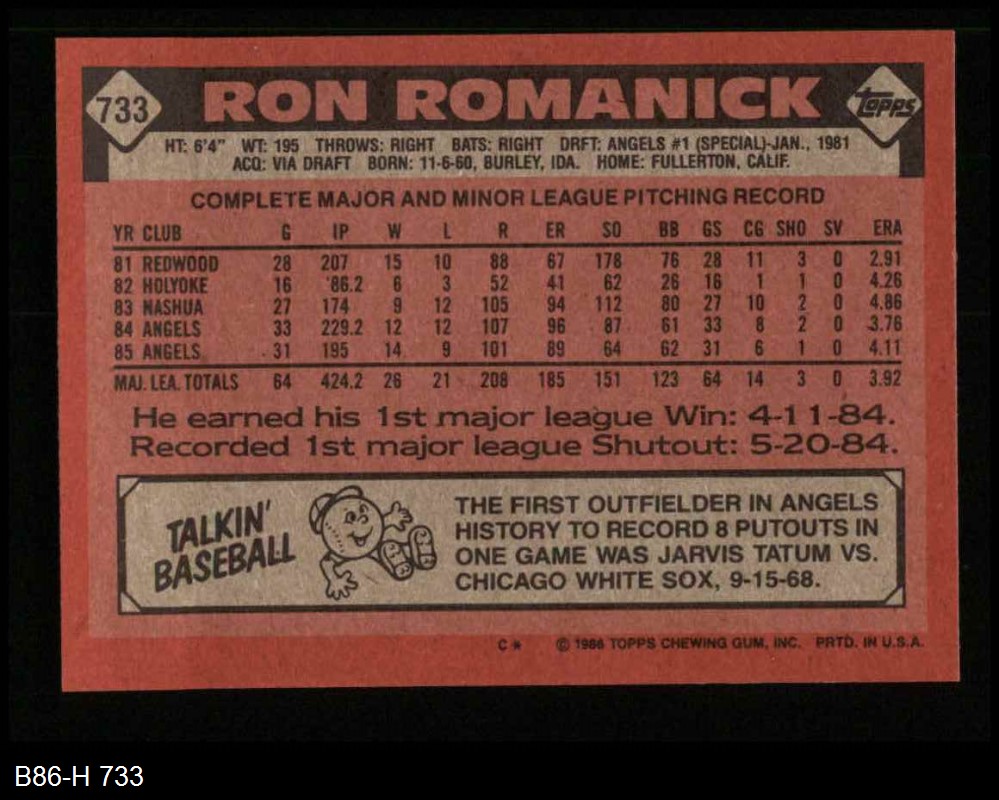 733 RON ROMANICK Topps
HT: 6'4" WT: 195 THROWS: RIGHT BATS: RIGHT DRFT: ANGELS #1 (SPECIAL)-JAN., 1981
ACQ: VIA DRAFT BORN: 11-6-60, BURLEY, IDA. HOME: FULLERTON, CALIF.
COMPLETE MAJOR AND MINOR LEAGUE PITCHING RECORD
YR CLUB G IP W L R ER SO BB GS CG SHO SV ERA
81 REDWOOD 28 207 15 10 88 67 178 76 28 11 3 0 2.91
82 HOLYOKE 16 86.2 6 3 52 41 62 26 16 1 1 0 4.26
83 NASHUA 27 174 9 12 105 94 112 80 27 10 2 0 4.86
84 ANGELS 33 229.2 12 12 107 96 87 61 33 8 2 0 3.76
85 ANGELS 31 195 14 9 101 89 64 62 31 6 1 0 4.11
MAJ. LEA. TOTALS 64 424.2 26 21 208 185 151 123 64 14 3 0 3.92
He earned his 1st major league Win: 4-11-84.
Recorded 1st major league Shutout: 5-20-84.
TALKIN'
BASEBALL
THE FIRST OUTFIELDER IN ANGELS
HISTORY TO RECORD 8 PUTOUTS IN
ONE GAME WAS JARVIS TATUM VS.
CHICAGO WHITE SOX, 9-15-68.
C* © 1986 TOPPS CHEWING GUM, INC. PRTD. IN U.S.A.
B86-H 733